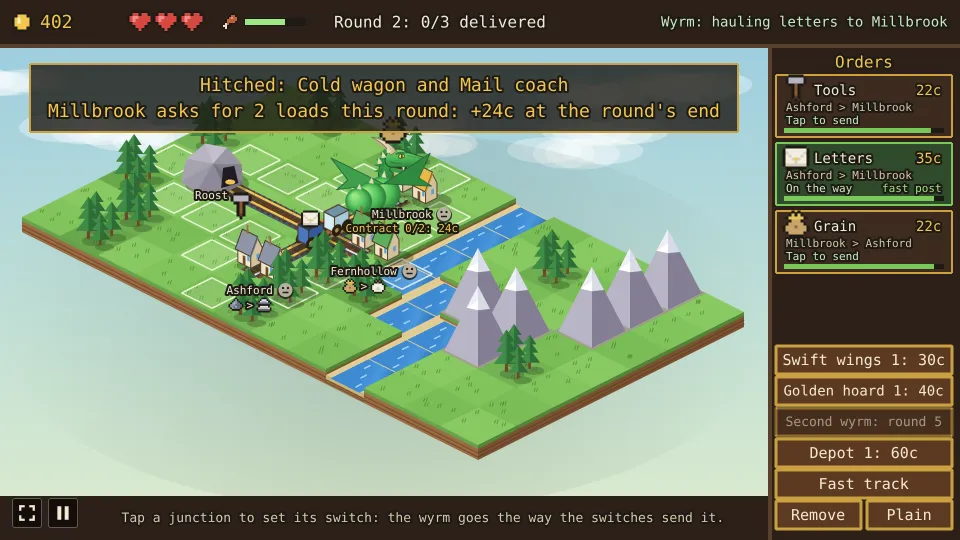 402
Round 2: 0/3 delivered
Wyrm: hauling letters to Millbrook
Hitched: Cold wagon and Mail coach
Millbrook asks for 2 loads this round: +24c at the round's end
Roost
Millbrook
Contract 0/2: 24c
Fernhollow
>
Ashford
>
Orders
Tools 22c
Ashford > Millbrook
Tap to send
Letters 35c
Ashford > Millbrook
On the way fast post
Grain 22c
Millbrook > Ashford
Tap to send
Swift wings 1: 30c
Golden hoard 1: 40c
Second wyrm: round 5
Depot 1: 60c
Fast track
Remove Plain
Tap a junction to set its switch: the wyrm goes the way the switches send it.